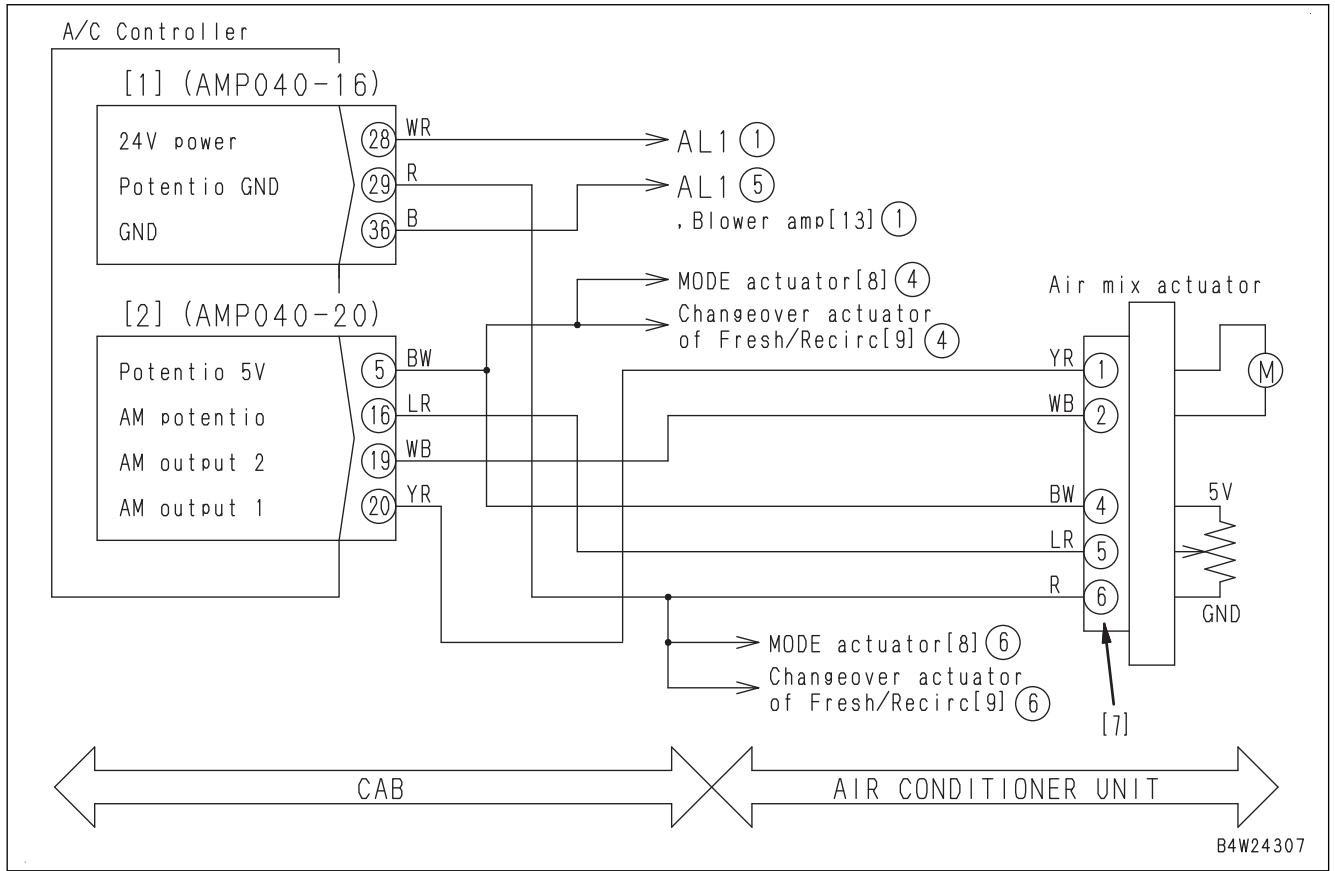 A/C Controller
[1] (AMP040-16)
24V power 28 WR
Potentio GND 29 R
GND 36 B
AL1 1
AL1 5
, Blower amp[13] 1
[2] (AMP040-20)
Potentio 5V 5 BW
AM potentio 16 LR
AM output 2 19 WB
AM output 1 20 YR
MODE actuator[8] 4
Changeover actuator
of Fresh/Recirc[9] 4
Air mix actuator
YR 1
WB 2
BW 4
LR 5
R 6
M
5V
GND
MODE actuator[8] 6
Changeover actuator
of Fresh/Recirc[9] 6
[7]
CAB
AIR CONDITIONER UNIT
B4W24307